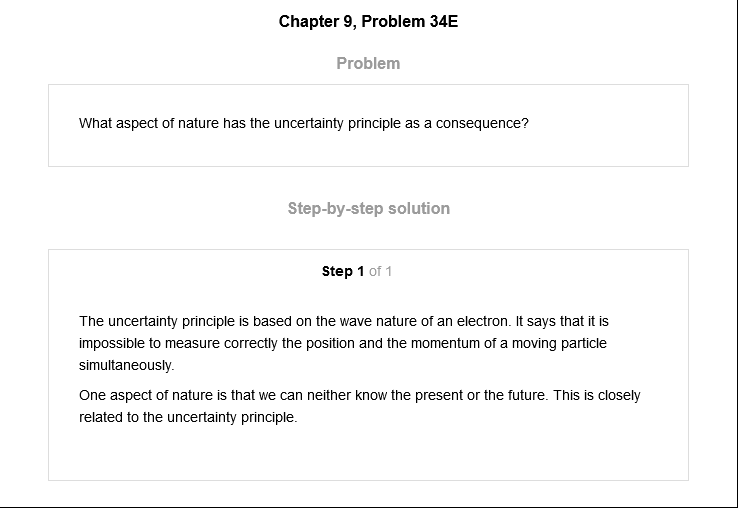 Chapter 9, Problem 34E
Problem
What aspect of nature has the uncertainty principle as a consequence?
Step-by-step solution
Step 1 of 1
The uncertainty principle is based on the wave nature of an electron. It says that it is
impossible to measure correctly the position and the momentum of a moving particle
simultaneously.
One aspect of nature is that we can neither know the present or the future. This is closely
related to the uncertainty principle.